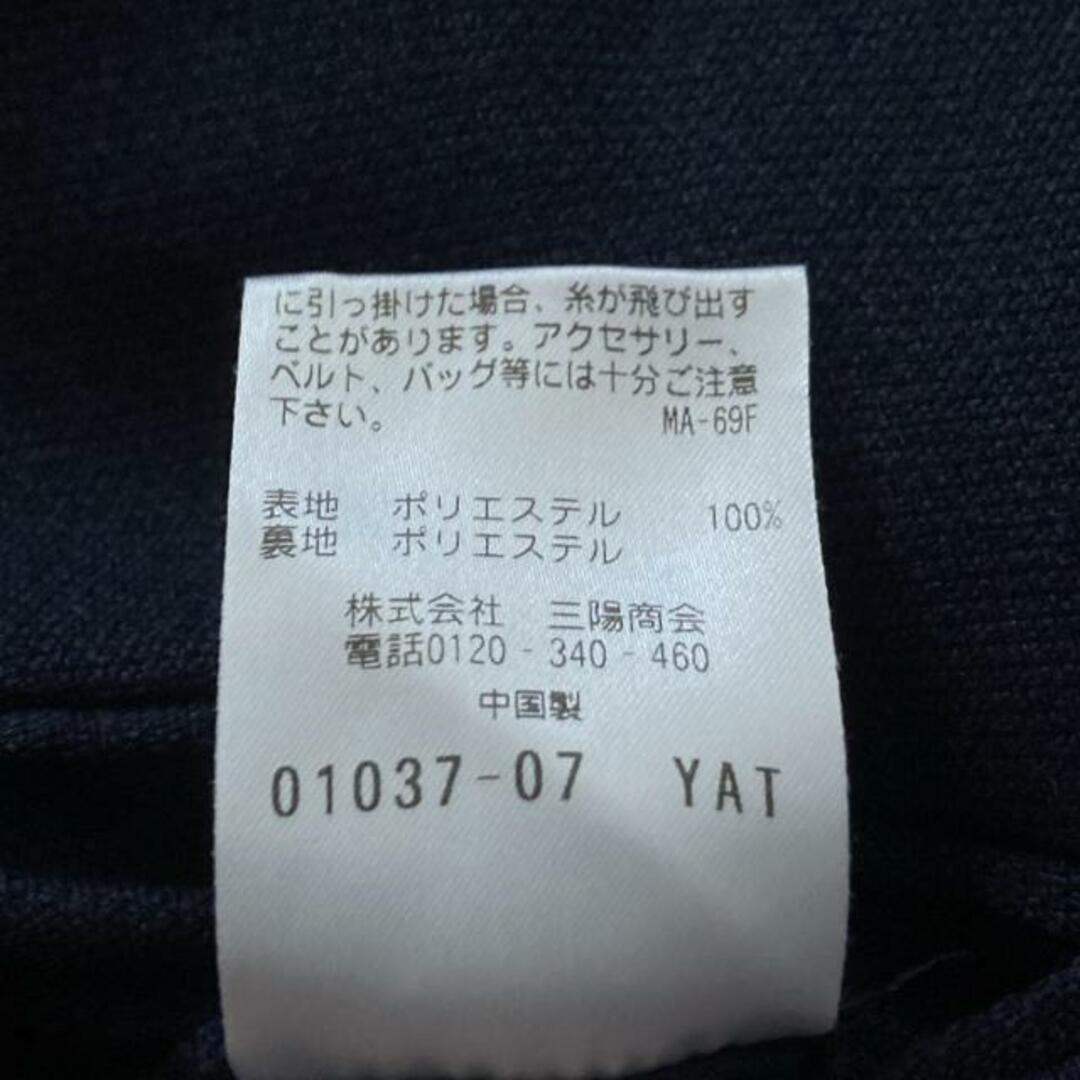 に引っ掛けた場合、糸が飛び出す
ことがあります。アクセサリー、
ベルト、バッグ等には十分ご注意
下さい。 MA-69F
表地 ポリエステル 100%
裏地 ポリエステル
株式会社 三陽商会
電話0120-340-460
中国製
01037-07 YAT